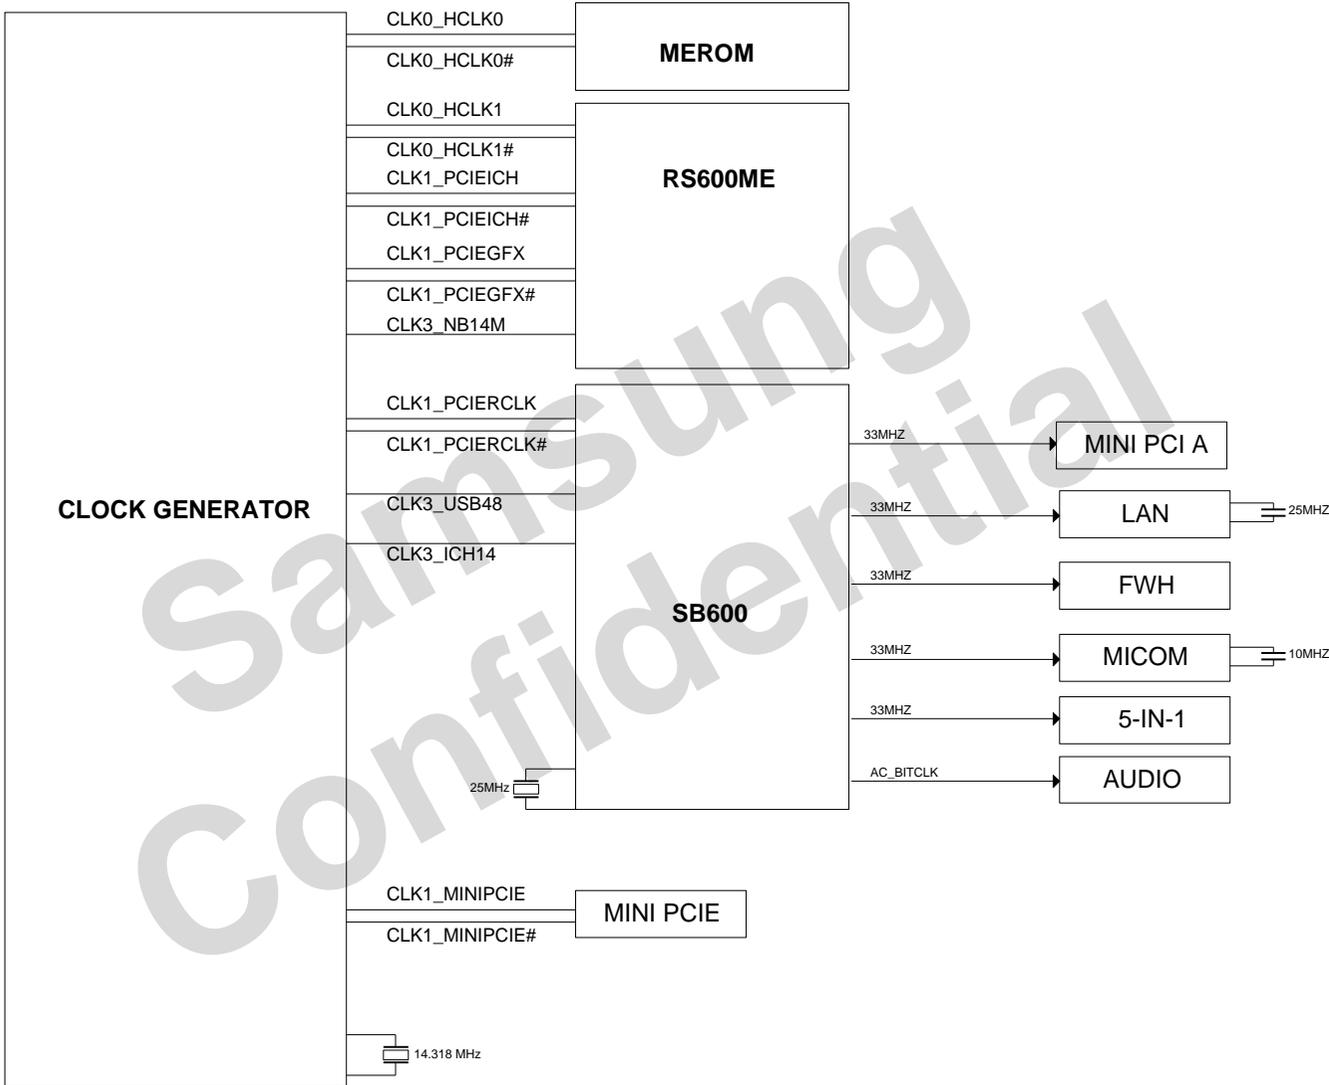 CLK0_HCLK0
CLK0_HCLK0#
MEROM
CLK0_HCLK1
CLK0_HCLK1#
CLK1_PCIEICH
CLK1_PCIEICH#
CLK1_PCIEGFX
CLK1_PCIEGFX#
CLK3_NB14M
RS600ME
CLK1_PCIERCLK
CLK1_PCIERCLK#
CLK3_USB48
CLK3_ICH14
CLOCK GENERATOR
SB600
33MHZ
MINI PCI A
33MHZ
LAN
25MHZ
33MHZ
FWH
33MHZ
MICOM
10MHZ
33MHZ
5-IN-1
AC_BITCLK
AUDIO
25MHz
CLK1_MINIPCIE
CLK1_MINIPCIE#
MINI PCIE
14.318 MHz
Samsung
Confidential